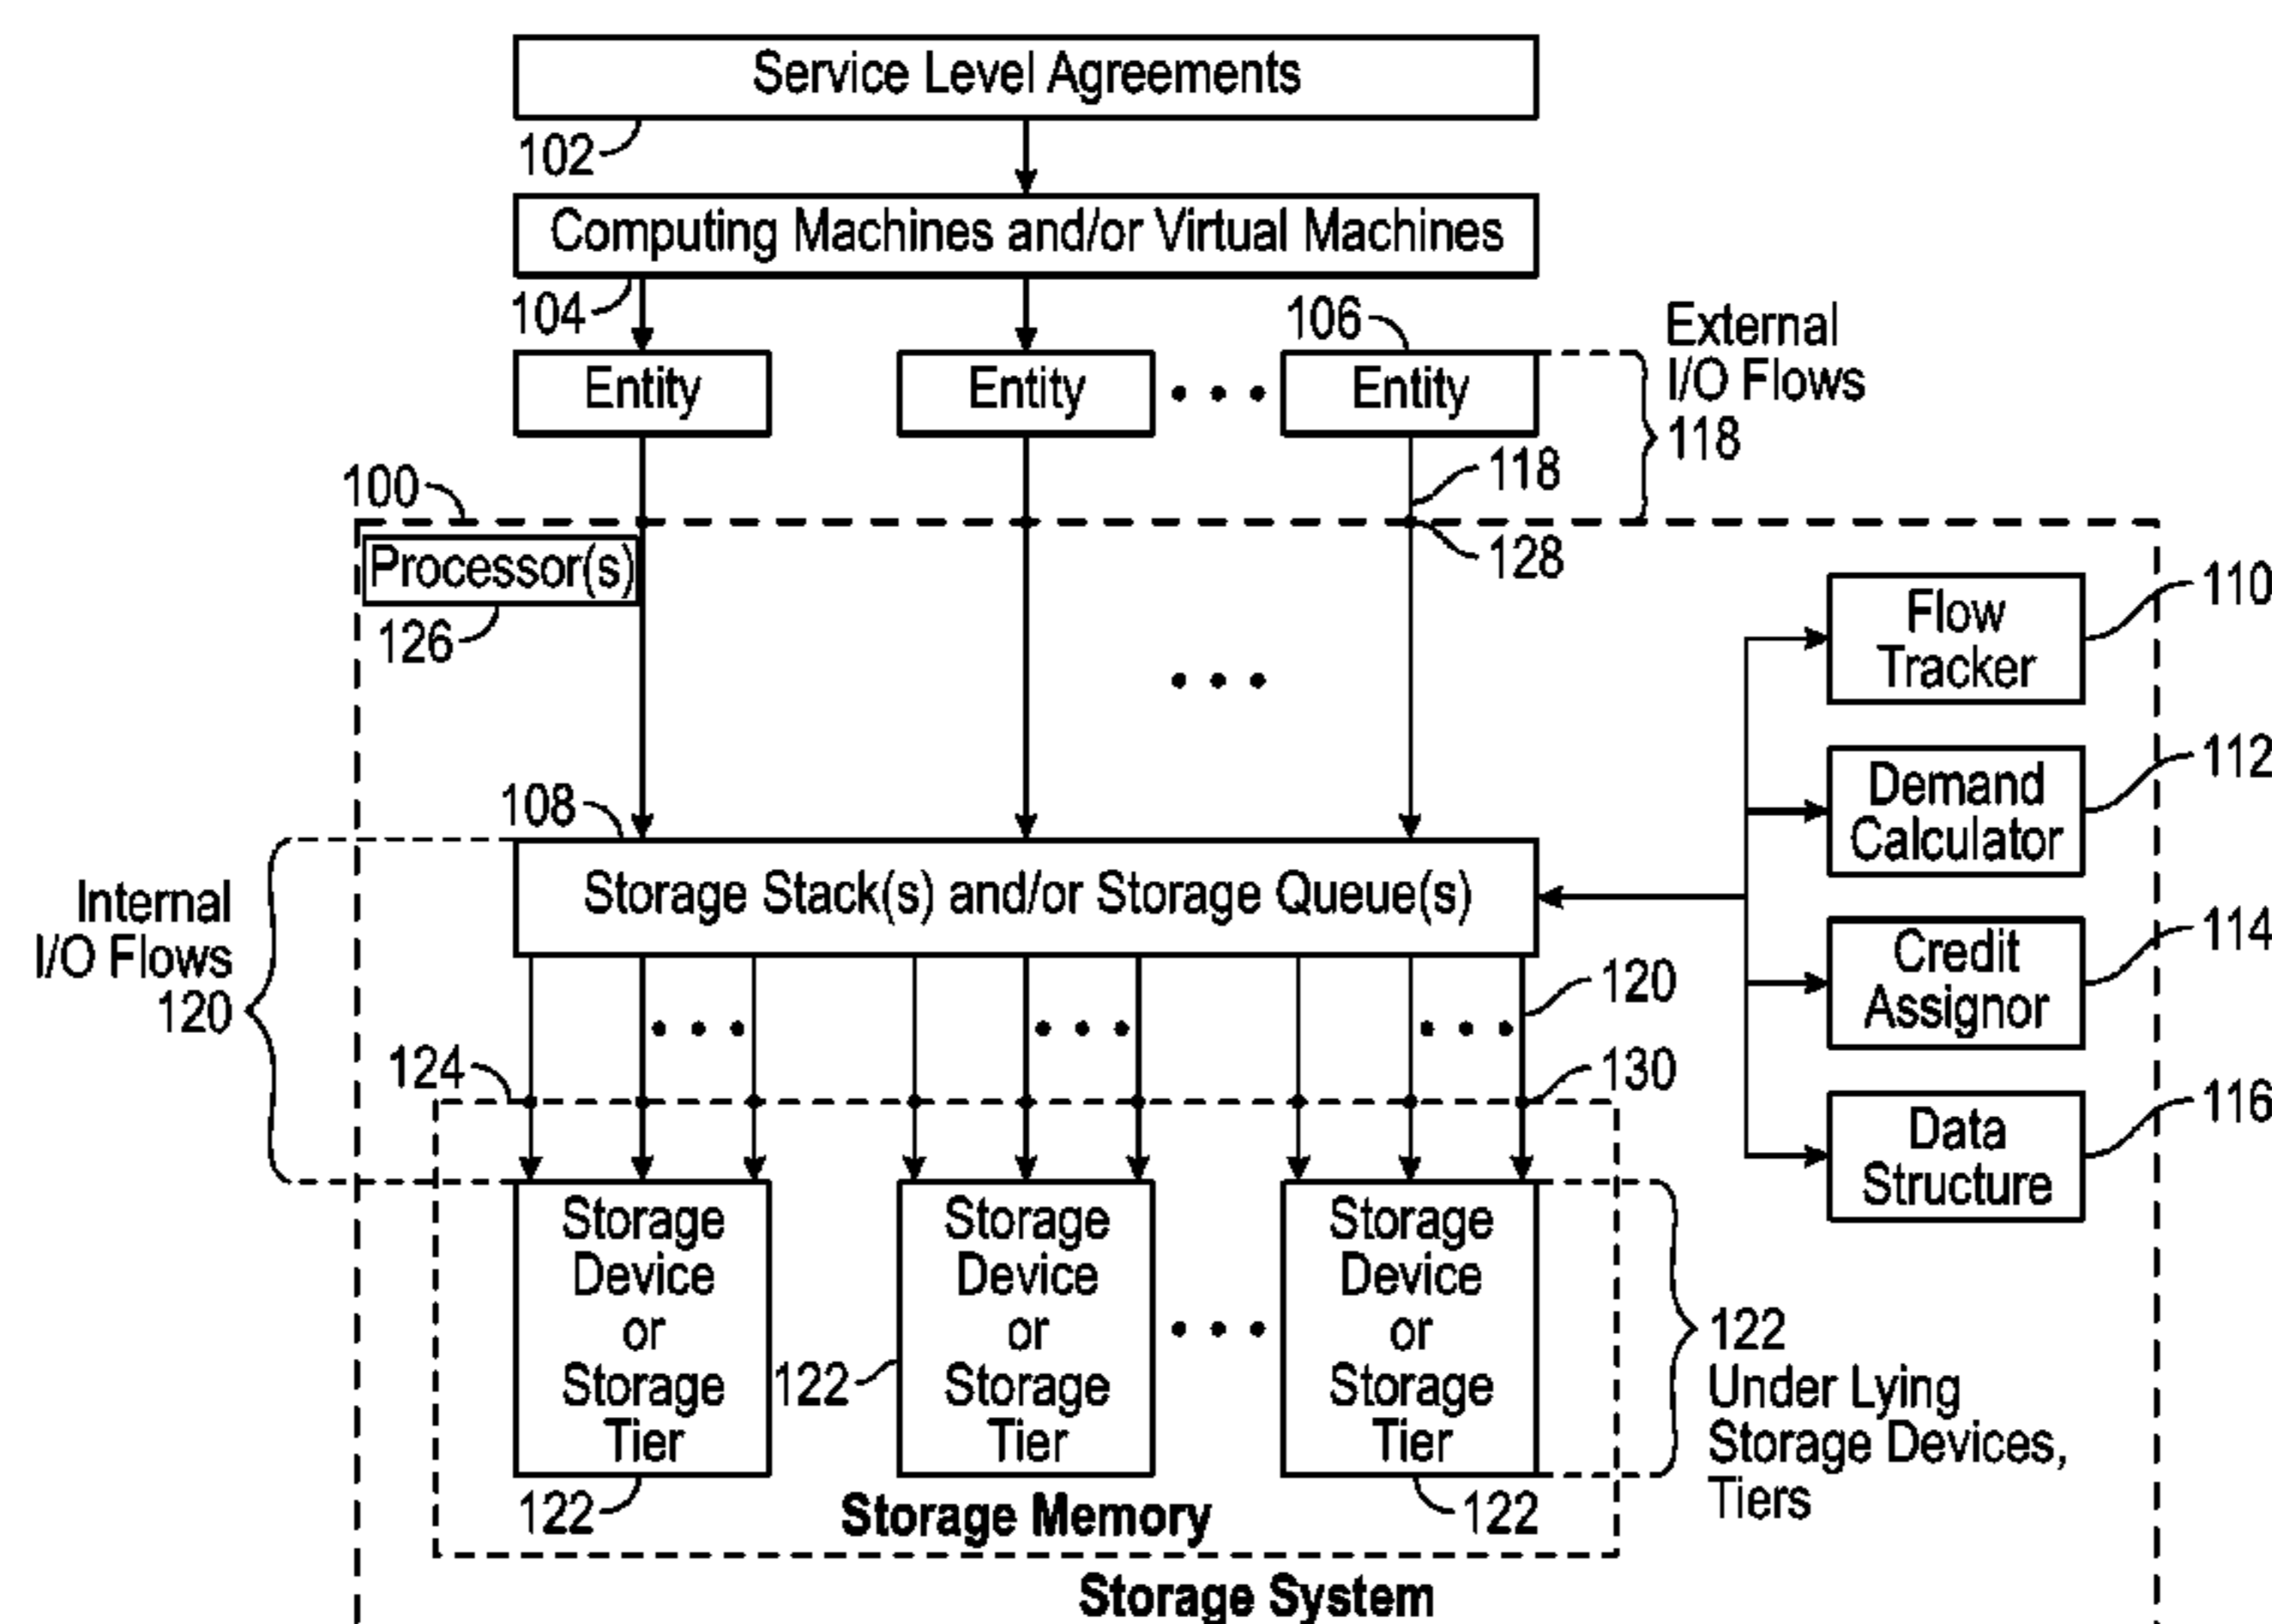 Service Level Agreements
102
Computing Machines and/or Virtual Machines
104
106
External
I/O Flows
118
Entity
Entity
• • •
Entity
118
100
128
Processor(s)
126
• • •
Flow
Tracker
110
Demand
Calculator
112
108
Storage Stack(s) and/or Storage Queue(s)
Credit
Assignor
114
Internal
I/O Flows
120
120
• • •
• • •
• • •
124
130
Data
Structure
116
Storage
Device
or
Storage
Tier
122
Storage
Device
or
Storage
Tier
122
• • •
Storage
Device
or
Storage
Tier
122
122
Under Lying
Storage Devices,
Tiers
Storage Memory
Storage System